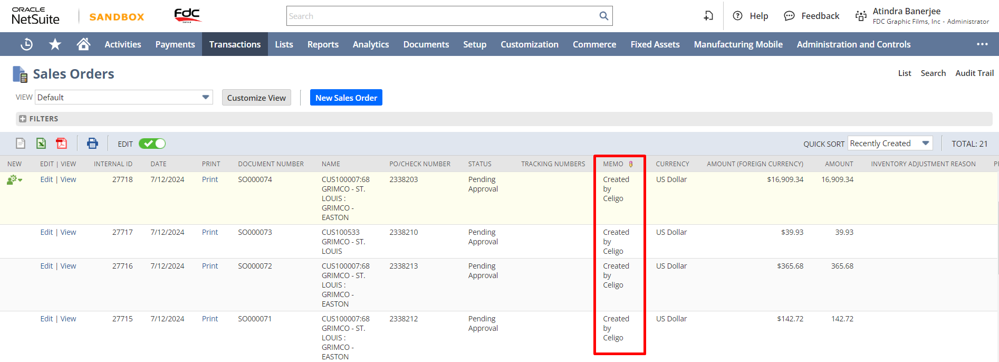 ORACLE
NetSuite
SANDBOX
FDC
Search
Help
Feedback
Atindra Banerjee
FDC Graphic Films, Inc - Administrator
Activities Payments Transactions Lists Reports Analytics Documents Setup Customization Commerce Fixed Assets Manufacturing Mobile Administration and Controls
Sales Orders
List Search Audit Trail
VIEW Default Customize View New Sales Order
FILTERS
EDIT QUICK SORT Recently Created TOTAL: 21
NEW EDIT | VIEW INTERNAL ID DATE PRINT DOCUMENT NUMBER NAME PO/CHECK NUMBER STATUS TRACKING NUMBERS MEMO CURRENCY AMOUNT (FOREIGN CURRENCY) AMOUNT INVENTORY ADJUSTMENT REASON
Edit | View 27718 7/12/2024 Print SO000074 CUS100007:68 2338203 Pending Created US Dollar $16,909.34 16,909.34
GRIMCO - ST. Approval by
LOUIS : Celigo
GRIMCO -
EASTON
Edit | View 27717 7/12/2024 Print SO000073 CUS100533 2338210 Pending Created US Dollar $39.93 39.93
GRIMCO - ST. Approval by
LOUIS Celigo
Edit | View 27716 7/12/2024 Print SO000072 CUS100007:68 2338213 Pending Created US Dollar $365.68 365.68
GRIMCO - ST. Approval by
LOUIS : Celigo
GRIMCO -
EASTON
Edit | View 27715 7/12/2024 Print SO000071 CUS100007:68 2338212 Pending Created US Dollar $142.72 142.72
GRIMCO - ST. Approval by
LOUIS : Celigo
GRIMCO -
EASTON